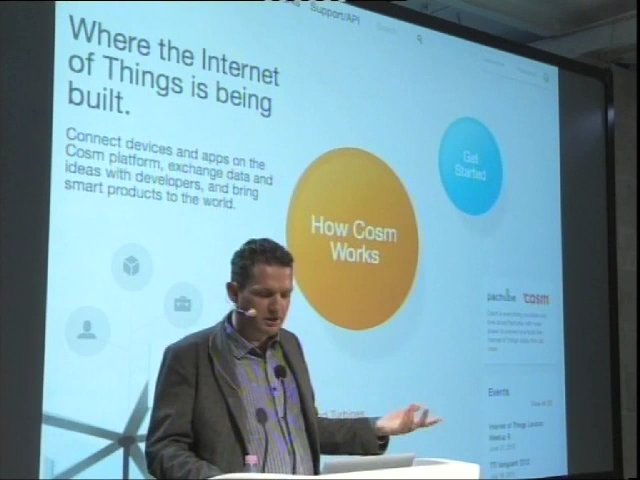 Support/API
Where the Internet
of Things is being
built.
Connect devices and apps on the
Cosm platform, exchange data and
ideas with developers, and bring
smart products to the world.
Get
Started
How Cosm
Works
pachube cosm
Events
Internet of Things London
Meetup 9
Turbines